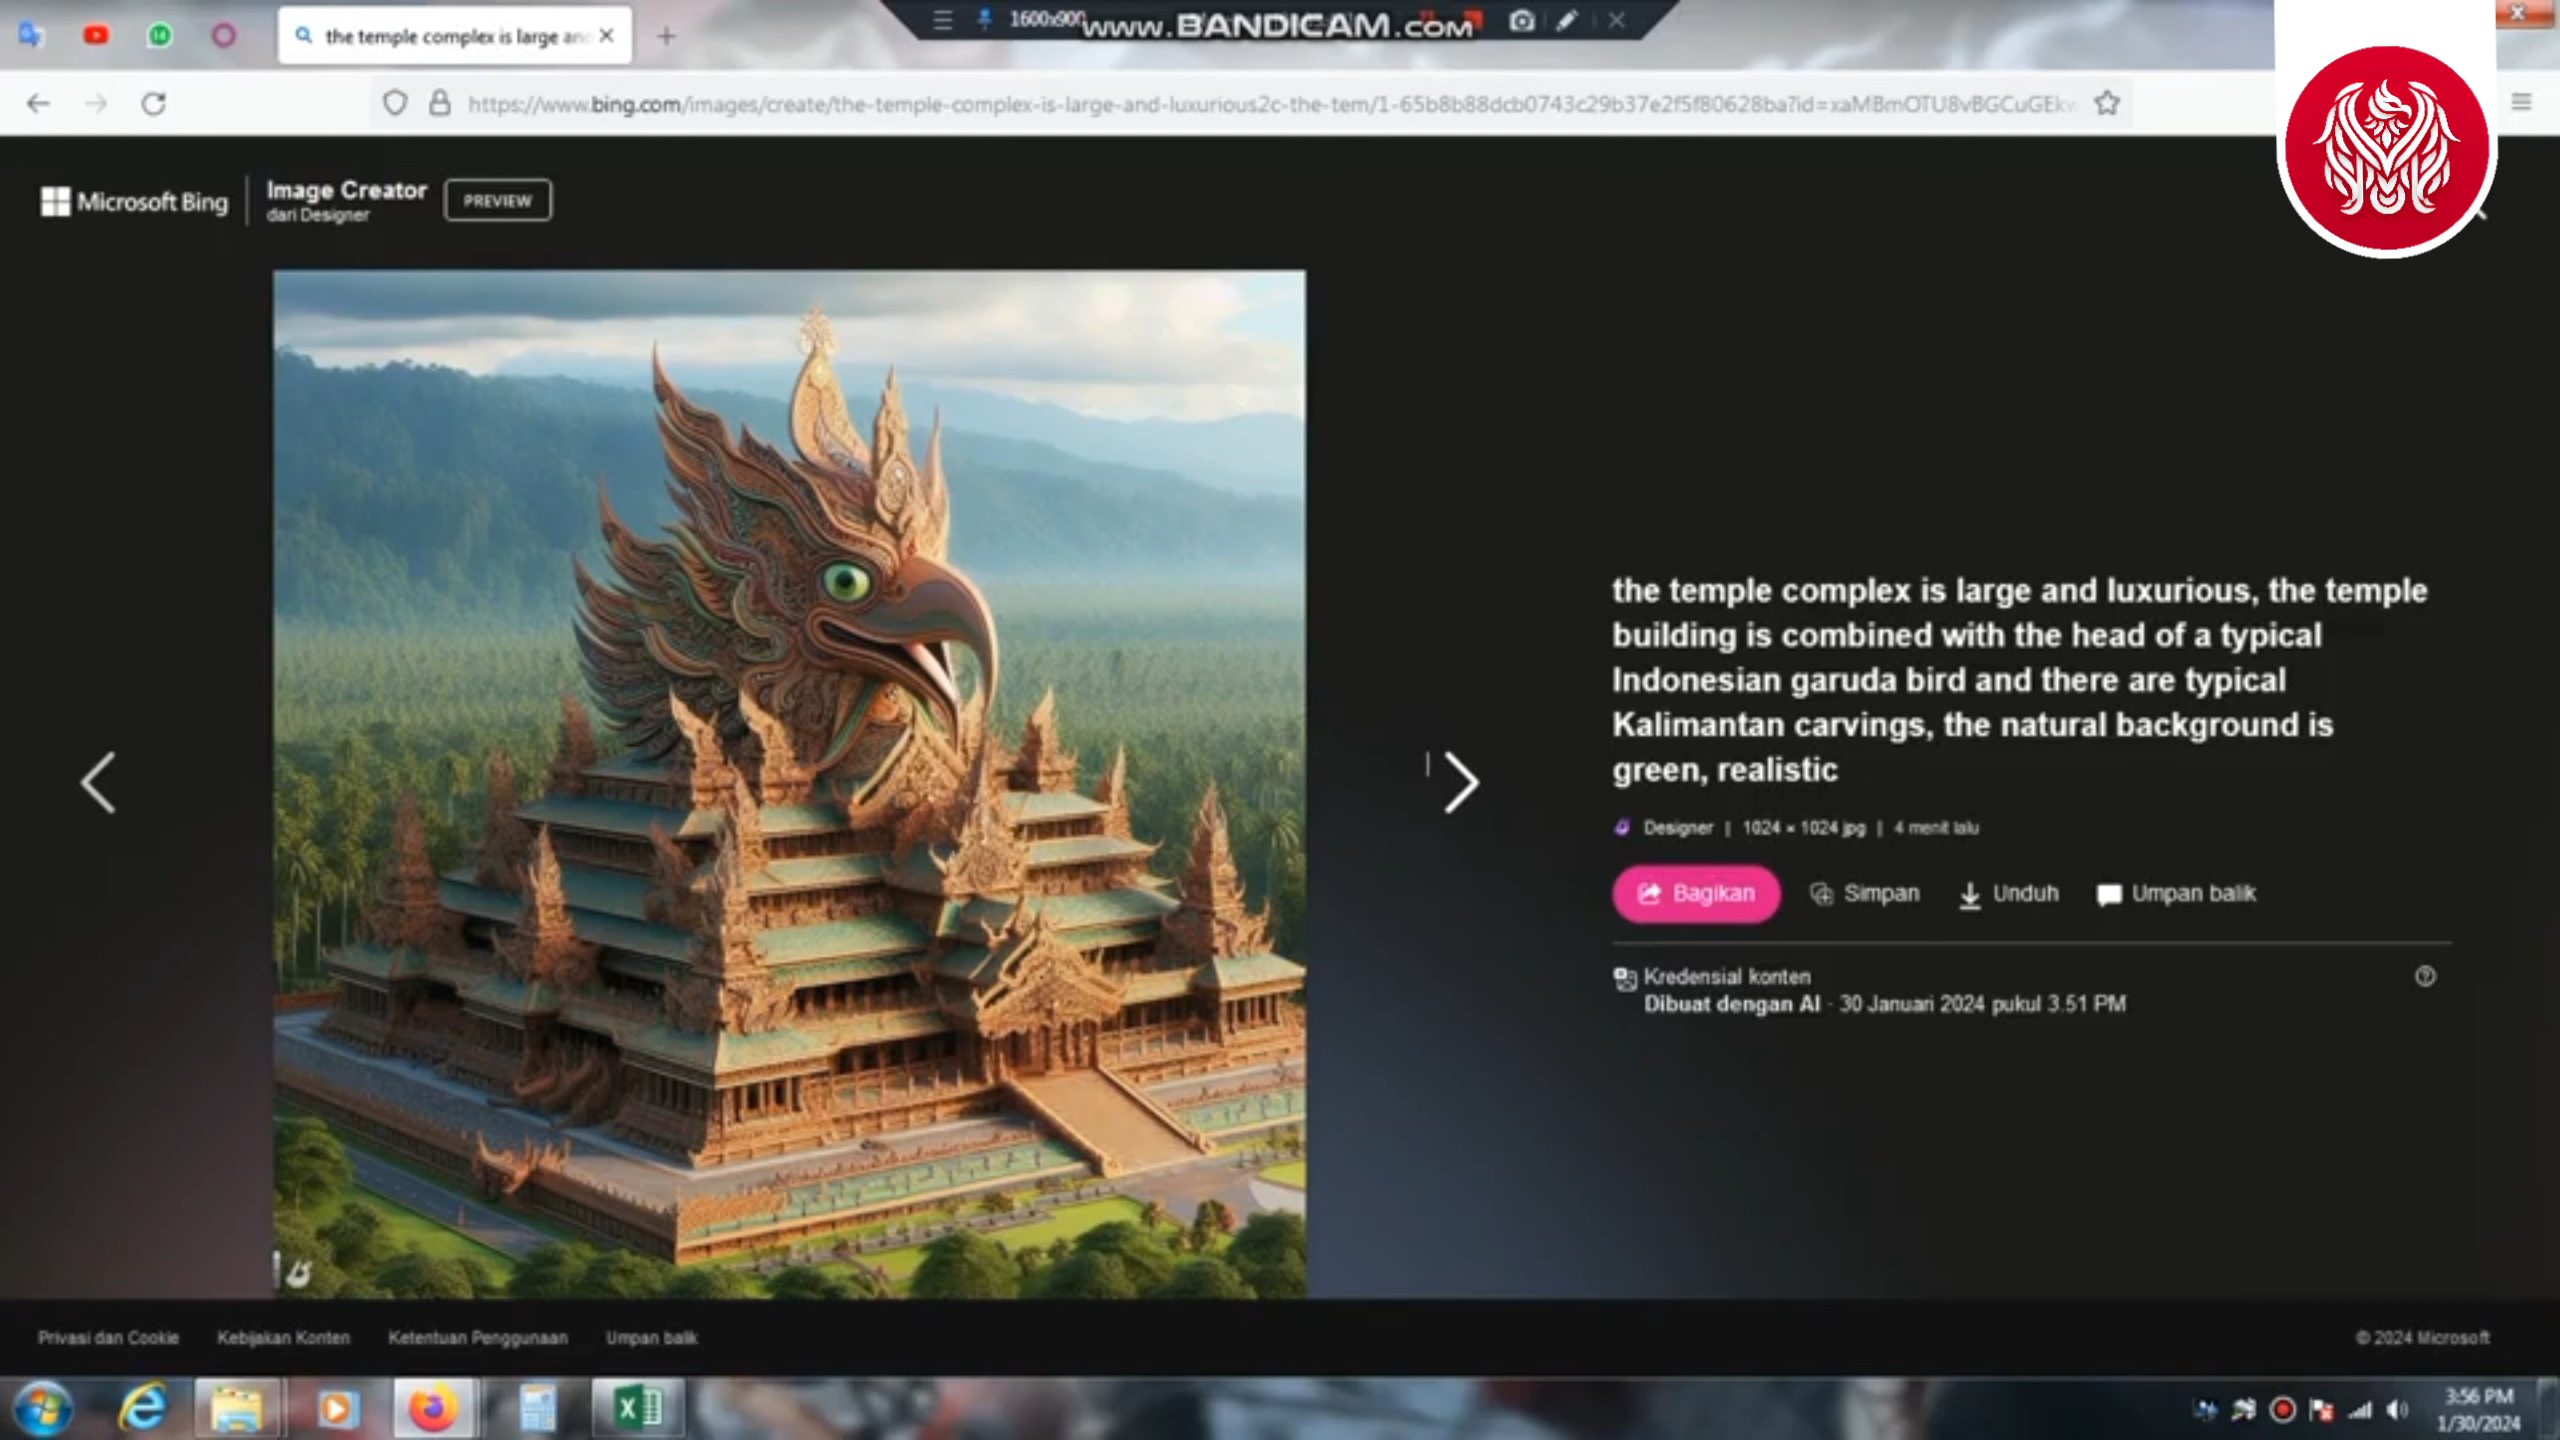 the temple complex is large an
1600x900
www.BANDICAM.com
https://www.bing.com/images/create/the-temple-complex-is-large-and-luxurious2c-the-tem/1-65b8b88dcb0743c29b37e2f5f80628ba?id=xaMBmOTU8vBGCuGEkv
Microsoft Bing
Image Creator
dari Designer
PREVIEW
the temple complex is large and luxurious, the temple
building is combined with the head of a typical
Indonesian garuda bird and there are typical
Kalimantan carvings, the natural background is
green, realistic
Designer | 1024 × 1024 jpg | 4 menit lalu
Bagikan Simpan Unduh Umpan balik
Kredensial konten
Dibuat dengan AI · 30 Januari 2024 pukul 3.51 PM
Privasi dan Cookie Kebijakan Konten Ketentuan Penggunaan Umpan balik
© 2024 Microsoft
3:56 PM
1/30/2024